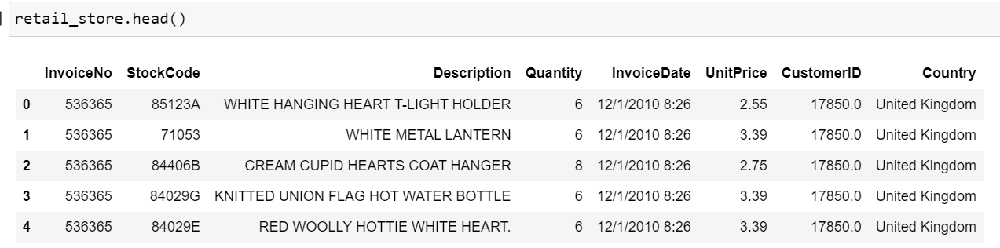 retail_store.head()
InvoiceNo StockCode Description Quantity InvoiceDate UnitPrice CustomerID Country
0 536365 85123A WHITE HANGING HEART T-LIGHT HOLDER 6 12/1/2010 8:26 2.55 17850.0 United Kingdom
1 536365 71053 WHITE METAL LANTERN 6 12/1/2010 8:26 3.39 17850.0 United Kingdom
2 536365 84406B CREAM CUPID HEARTS COAT HANGER 8 12/1/2010 8:26 2.75 17850.0 United Kingdom
3 536365 84029G KNITTED UNION FLAG HOT WATER BOTTLE 6 12/1/2010 8:26 3.39 17850.0 United Kingdom
4 536365 84029E RED WOOLLY HOTTIE WHITE HEART. 6 12/1/2010 8:26 3.39 17850.0 United Kingdom